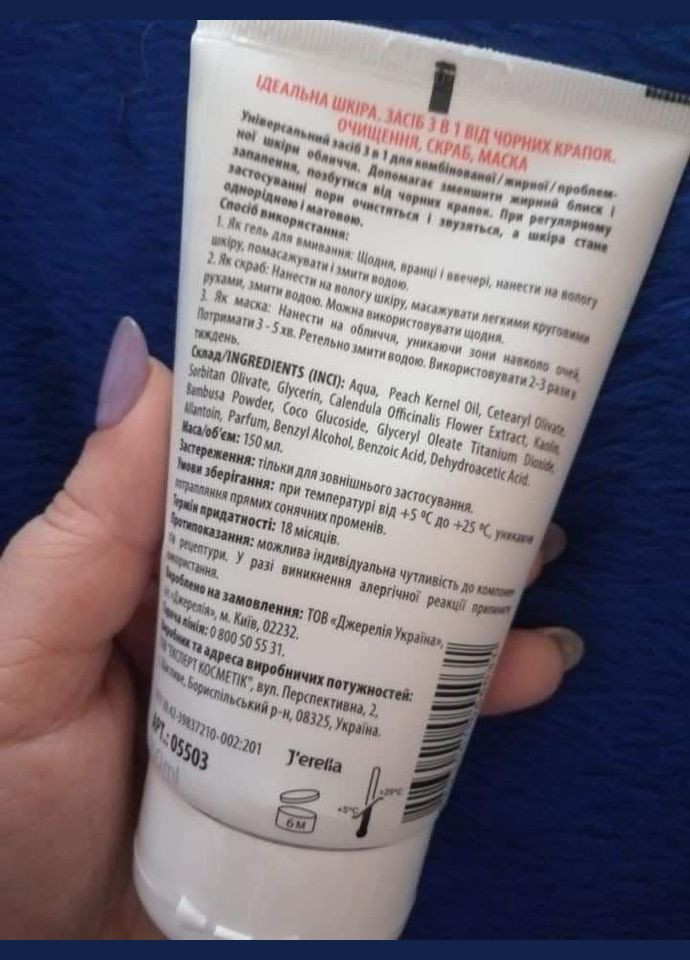 ІДЕАЛЬНА ШКІРА. ЗАСІБ 3 В 1 ВІД ЧОРНИХ КРАПОК.
ОЧИЩЕННЯ, СКРАБ, МАСКА
Універсальний засіб 3 в 1 для комбінованої/жирної/проблем-
ної шкіри обличчя. Допомагає зменшити жирний блиск і
запалення, позбутися від чорних крапок. При регулярному
застосуванні пори очистяться і звузяться, а шкіра стане
однорідною і матовою.
Спосіб використання:
1. Як гель для вмивання: Щодня, вранці і ввечері, нанести на вологу
шкіру, помасажувати і змити водою.
2. Як скраб: Нанести на вологу шкіру, масажувати легкими круговими
рухами, змити водою. Можна використовувати щодня.
3. Як маска: Нанести на обличчя, уникаючи зони навколо очей.
Потримати 3 - 5 хв. Ретельно змити водою. Використовувати 2-3 рази в
тиждень.
Склад/INGREDIENTS (INCI): Aqua, Peach Kernel Oil, Cetearyl Olivate,
Sorbitan Olivate, Glycerin, Calendula Officinalis Flower Extract, Kaolin,
Bambusa Powder, Coco Glucoside, Glyceryl Oleate Titanium Dioxide,
Allantoin, Parfum, Benzyl Alcohol, Benzoic Acid, Dehydroacetic Acid.
Маса/об'єм: 150 мл.
Застереження: тільки для зовнішнього застосування.
Умови зберігання: при температурі від +5 °C до +25 °C, уникаючи
потрапляння прямих сонячних променів.
Термін придатності: 18 місяців.
Протипоказання: можлива індивідуальна чутливість до компонен
тів рецептури. У разі виникнення алергічної реакції припинити
використання.
Вироблено на замовлення: ТОВ «Джерелія Україна»,
«Джерелія», м. Київ, 02232.
Гаряча лінія: 0 800 50 55 31.
Виробник та адреса виробничих потужностей:
"ЕКСПЕРТ КОСМЕТІК", вул. Перспективна, 2,
Бориспільський р-н, 08325, Україна.
39837210-002:201
АРТ.: 05503
J'erelia
6 M
+5°C
+25°C